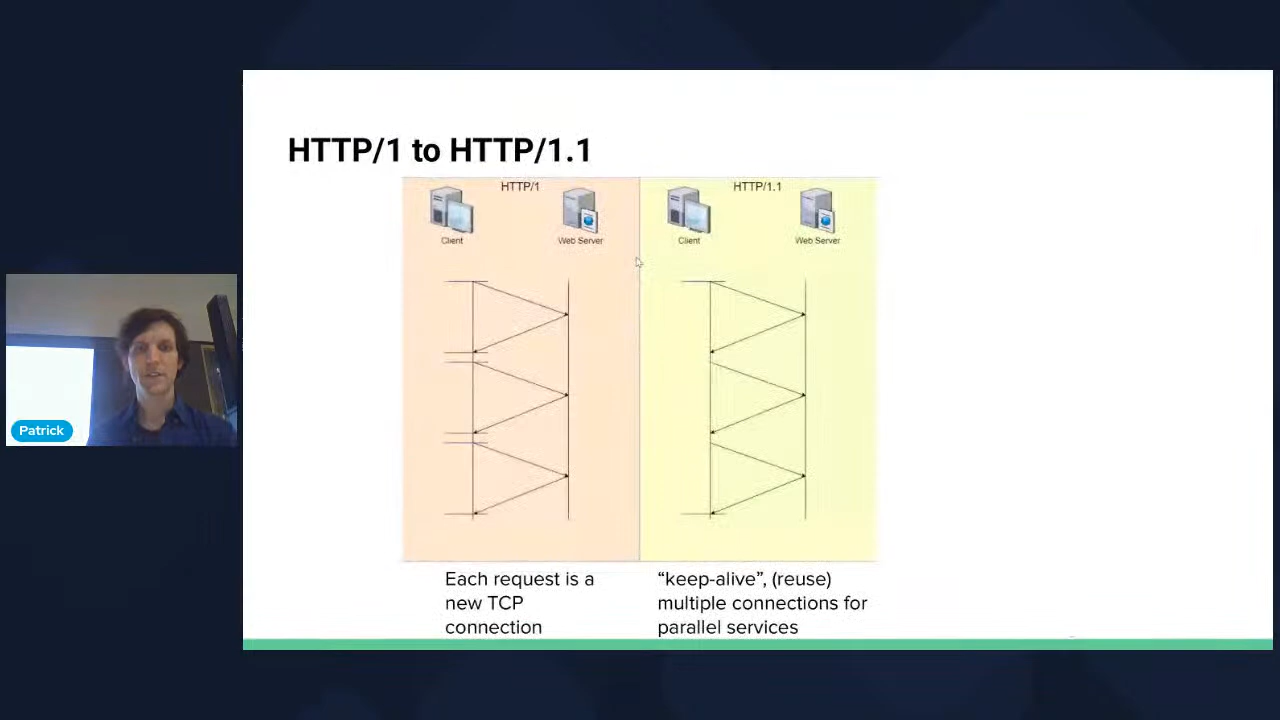 HTTP/1 to HTTP/1.1
HTTP/1
Client
Web Server
HTTP/1.1
Client
Web Server
Each request is a
new TCP
connection
“keep-alive”, (reuse)
multiple connections for
parallel services
Patrick